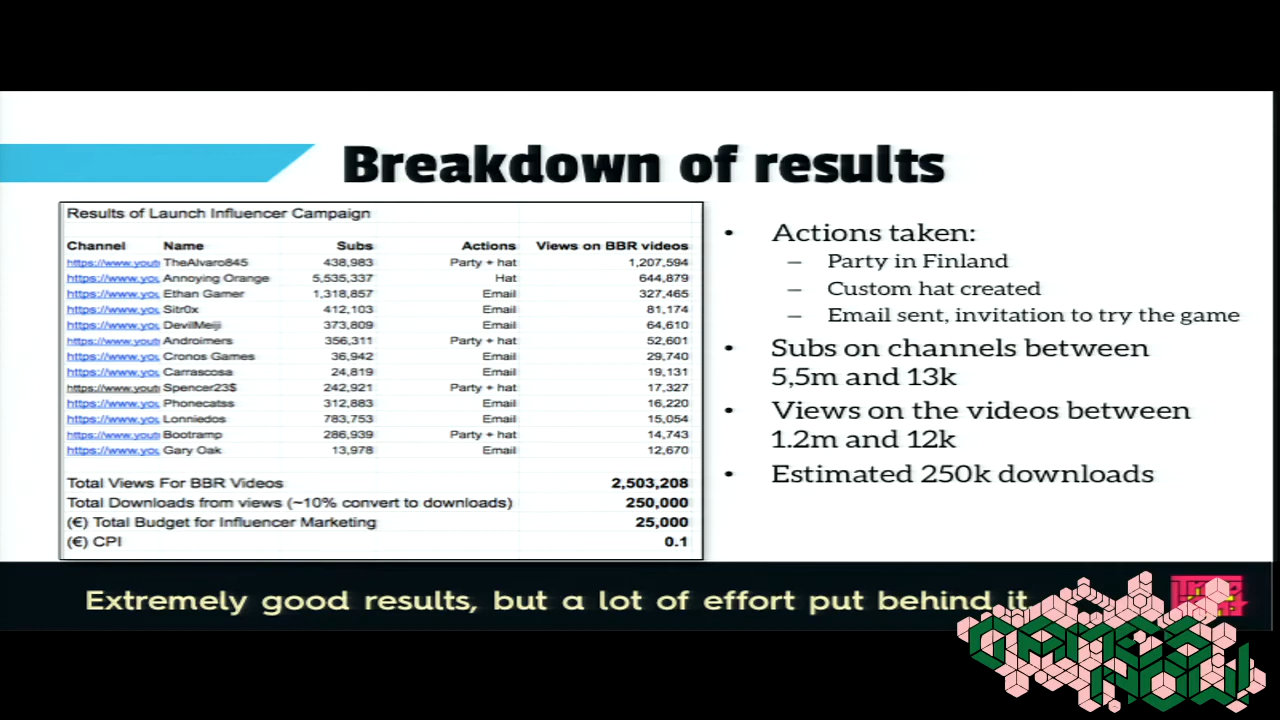 Breakdown of results
Results of Launch Influencer Campaign
Channel Name Subs Actions Views on BBR videos
https://www.yout TheAlvaro845 438,983 Party + hat 1,207,594
https://www.yout Annoying Orange 5,535,337 Hat 644,879
https://www.you Ethan Gamer 1,318,857 Email 327,465
https://www.you Sitr0x 412,103 Email 81,174
https://www.you DevilMeiji 373,809 Email 64,610
https://www.you Androimers 356,311 Party + hat 52,601
https://www.you Cronos Games 36,942 Email 29,740
https://www.you Carrascosa 24,819 Email 19,131
https://www.yout Spencer23$ 242,921 Party + hat 17,327
https://www.you Phonecatss 312,883 Email 16,220
https://www.you Lonniedos 783,753 Email 15,054
https://www.yout Bootramp 286,939 Party + hat 14,743
https://www.you Gary Oak 13,978 Email 12,670
Total Views For BBR Videos 2,503,208
Total Downloads from views (~10% convert to downloads) 250,000
(€) Total Budget for Influencer Marketing 25,000
(€) CPI 0.1
• Actions taken:
– Party in Finland
– Custom hat created
– Email sent, invitation to try the game
• Subs on channels between
5,5m and 13k
• Views on the videos between
1.2m and 12k
• Estimated 250k downloads
Extremely good results, but a lot of effort put behind it
GAMES
NOW!